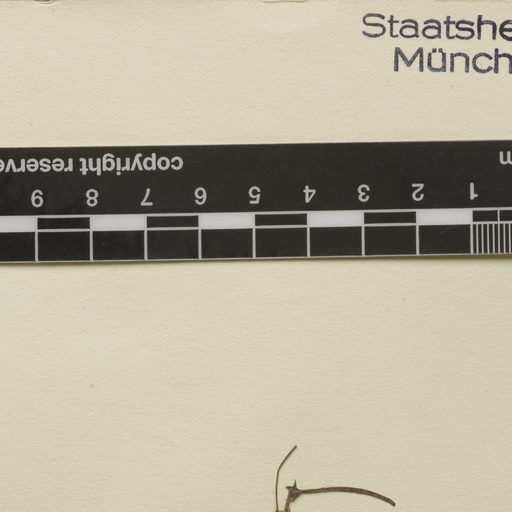 Staatshe
Münch
copyright reserve
m
9 8 7 6 5 4 3 2 1